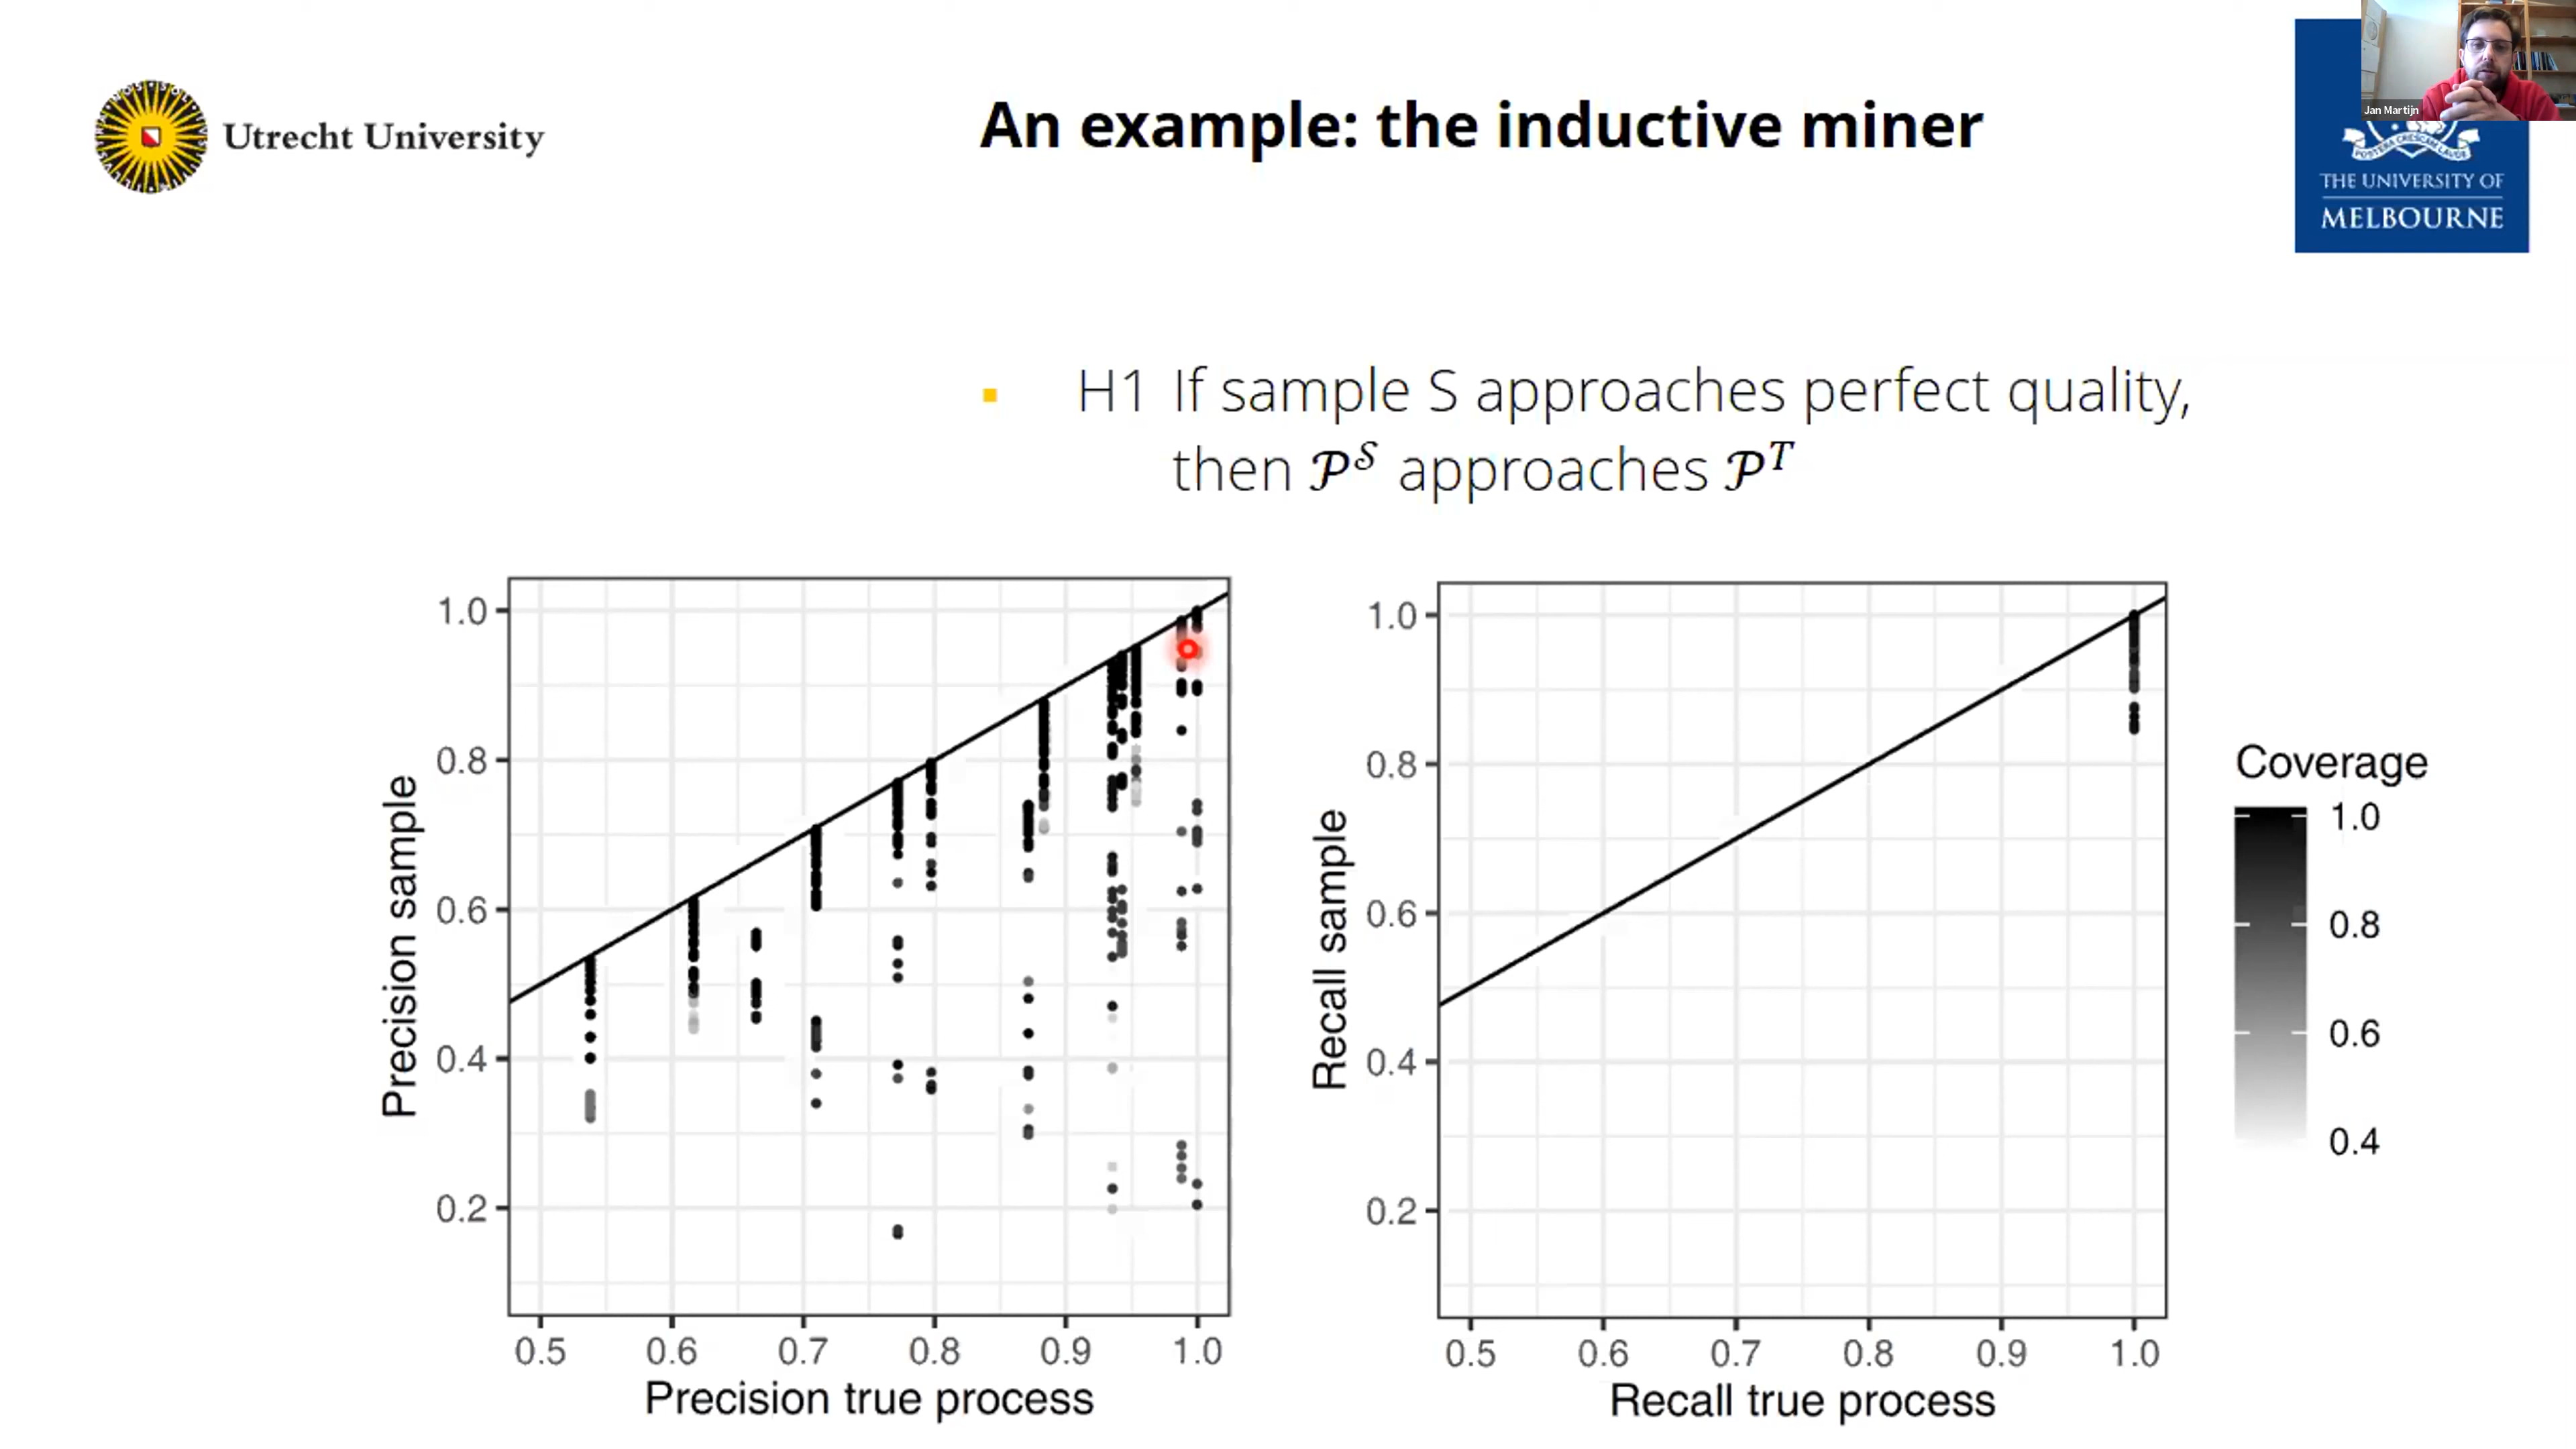 Utrecht University
An example: the inductive miner
Jan Martijn
POSTERA CRESCAM LAUDE
THE UNIVERSITY OF
MELBOURNE
▪ H1 If sample S approaches perfect quality,
then 𝒫^𝒮 approaches 𝒫^T
1.0
0.8
0.6
0.4
0.2
Precision sample
0.5 0.6 0.7 0.8 0.9 1.0
Precision true process
1.0
0.8
0.6
0.4
0.2
Recall sample
0.5 0.6 0.7 0.8 0.9 1.0
Recall true process
Coverage
1.0
0.8
0.6
0.4